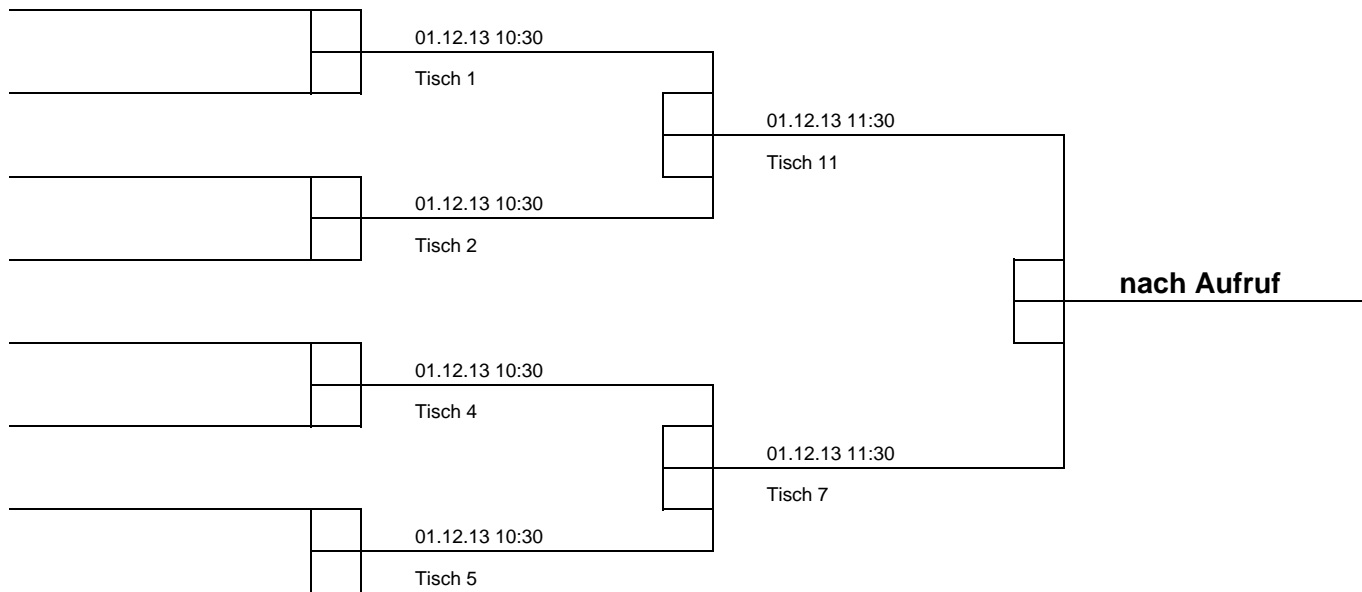 01.12.13 10:30
Tisch 1
01.12.13 11:30
Tisch 11
01.12.13 10:30
Tisch 2
nach Aufruf
01.12.13 10:30
Tisch 4
01.12.13 11:30
Tisch 7
01.12.13 10:30
Tisch 5